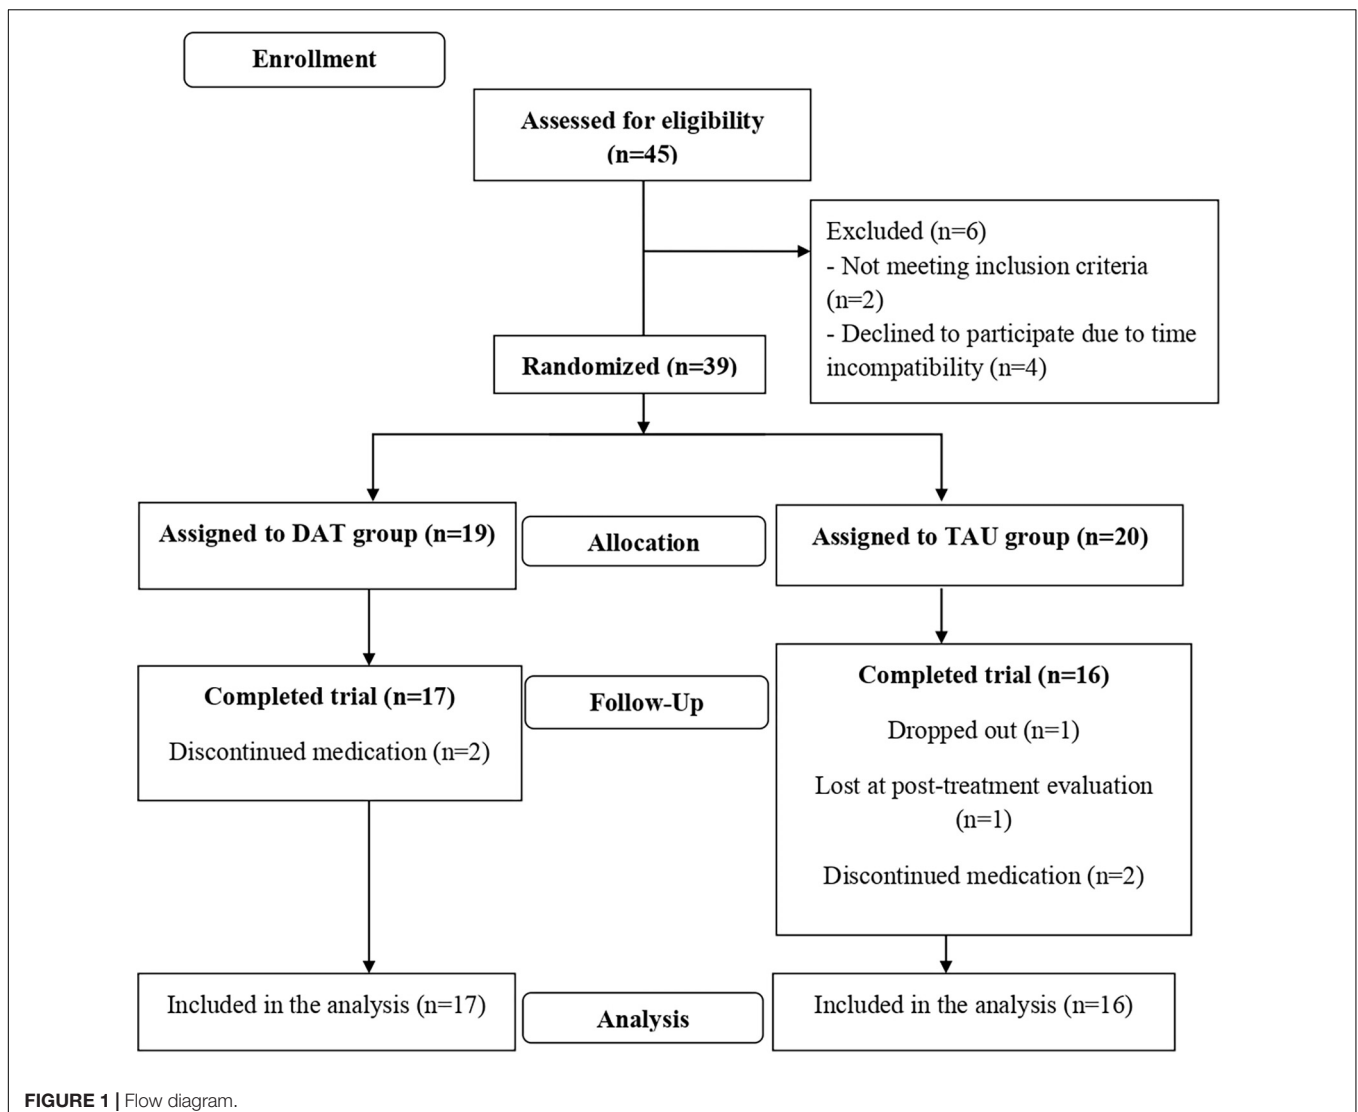 Enrollment
Assessed for eligibility
(n=45)
Excluded (n=6)
- Not meeting inclusion criteria
(n=2)
- Declined to participate due to time
incompatibility (n=4)
Randomized (n=39)
Assigned to DAT group (n=19)
Allocation
Assigned to TAU group (n=20)
Completed trial (n=17)
Discontinued medication (n=2)
Follow-Up
Completed trial (n=16)
Dropped out (n=1)
Lost at post-treatment evaluation
(n=1)
Discontinued medication (n=2)
Included in the analysis (n=17)
Analysis
Included in the analysis (n=16)
FIGURE 1 | Flow diagram.